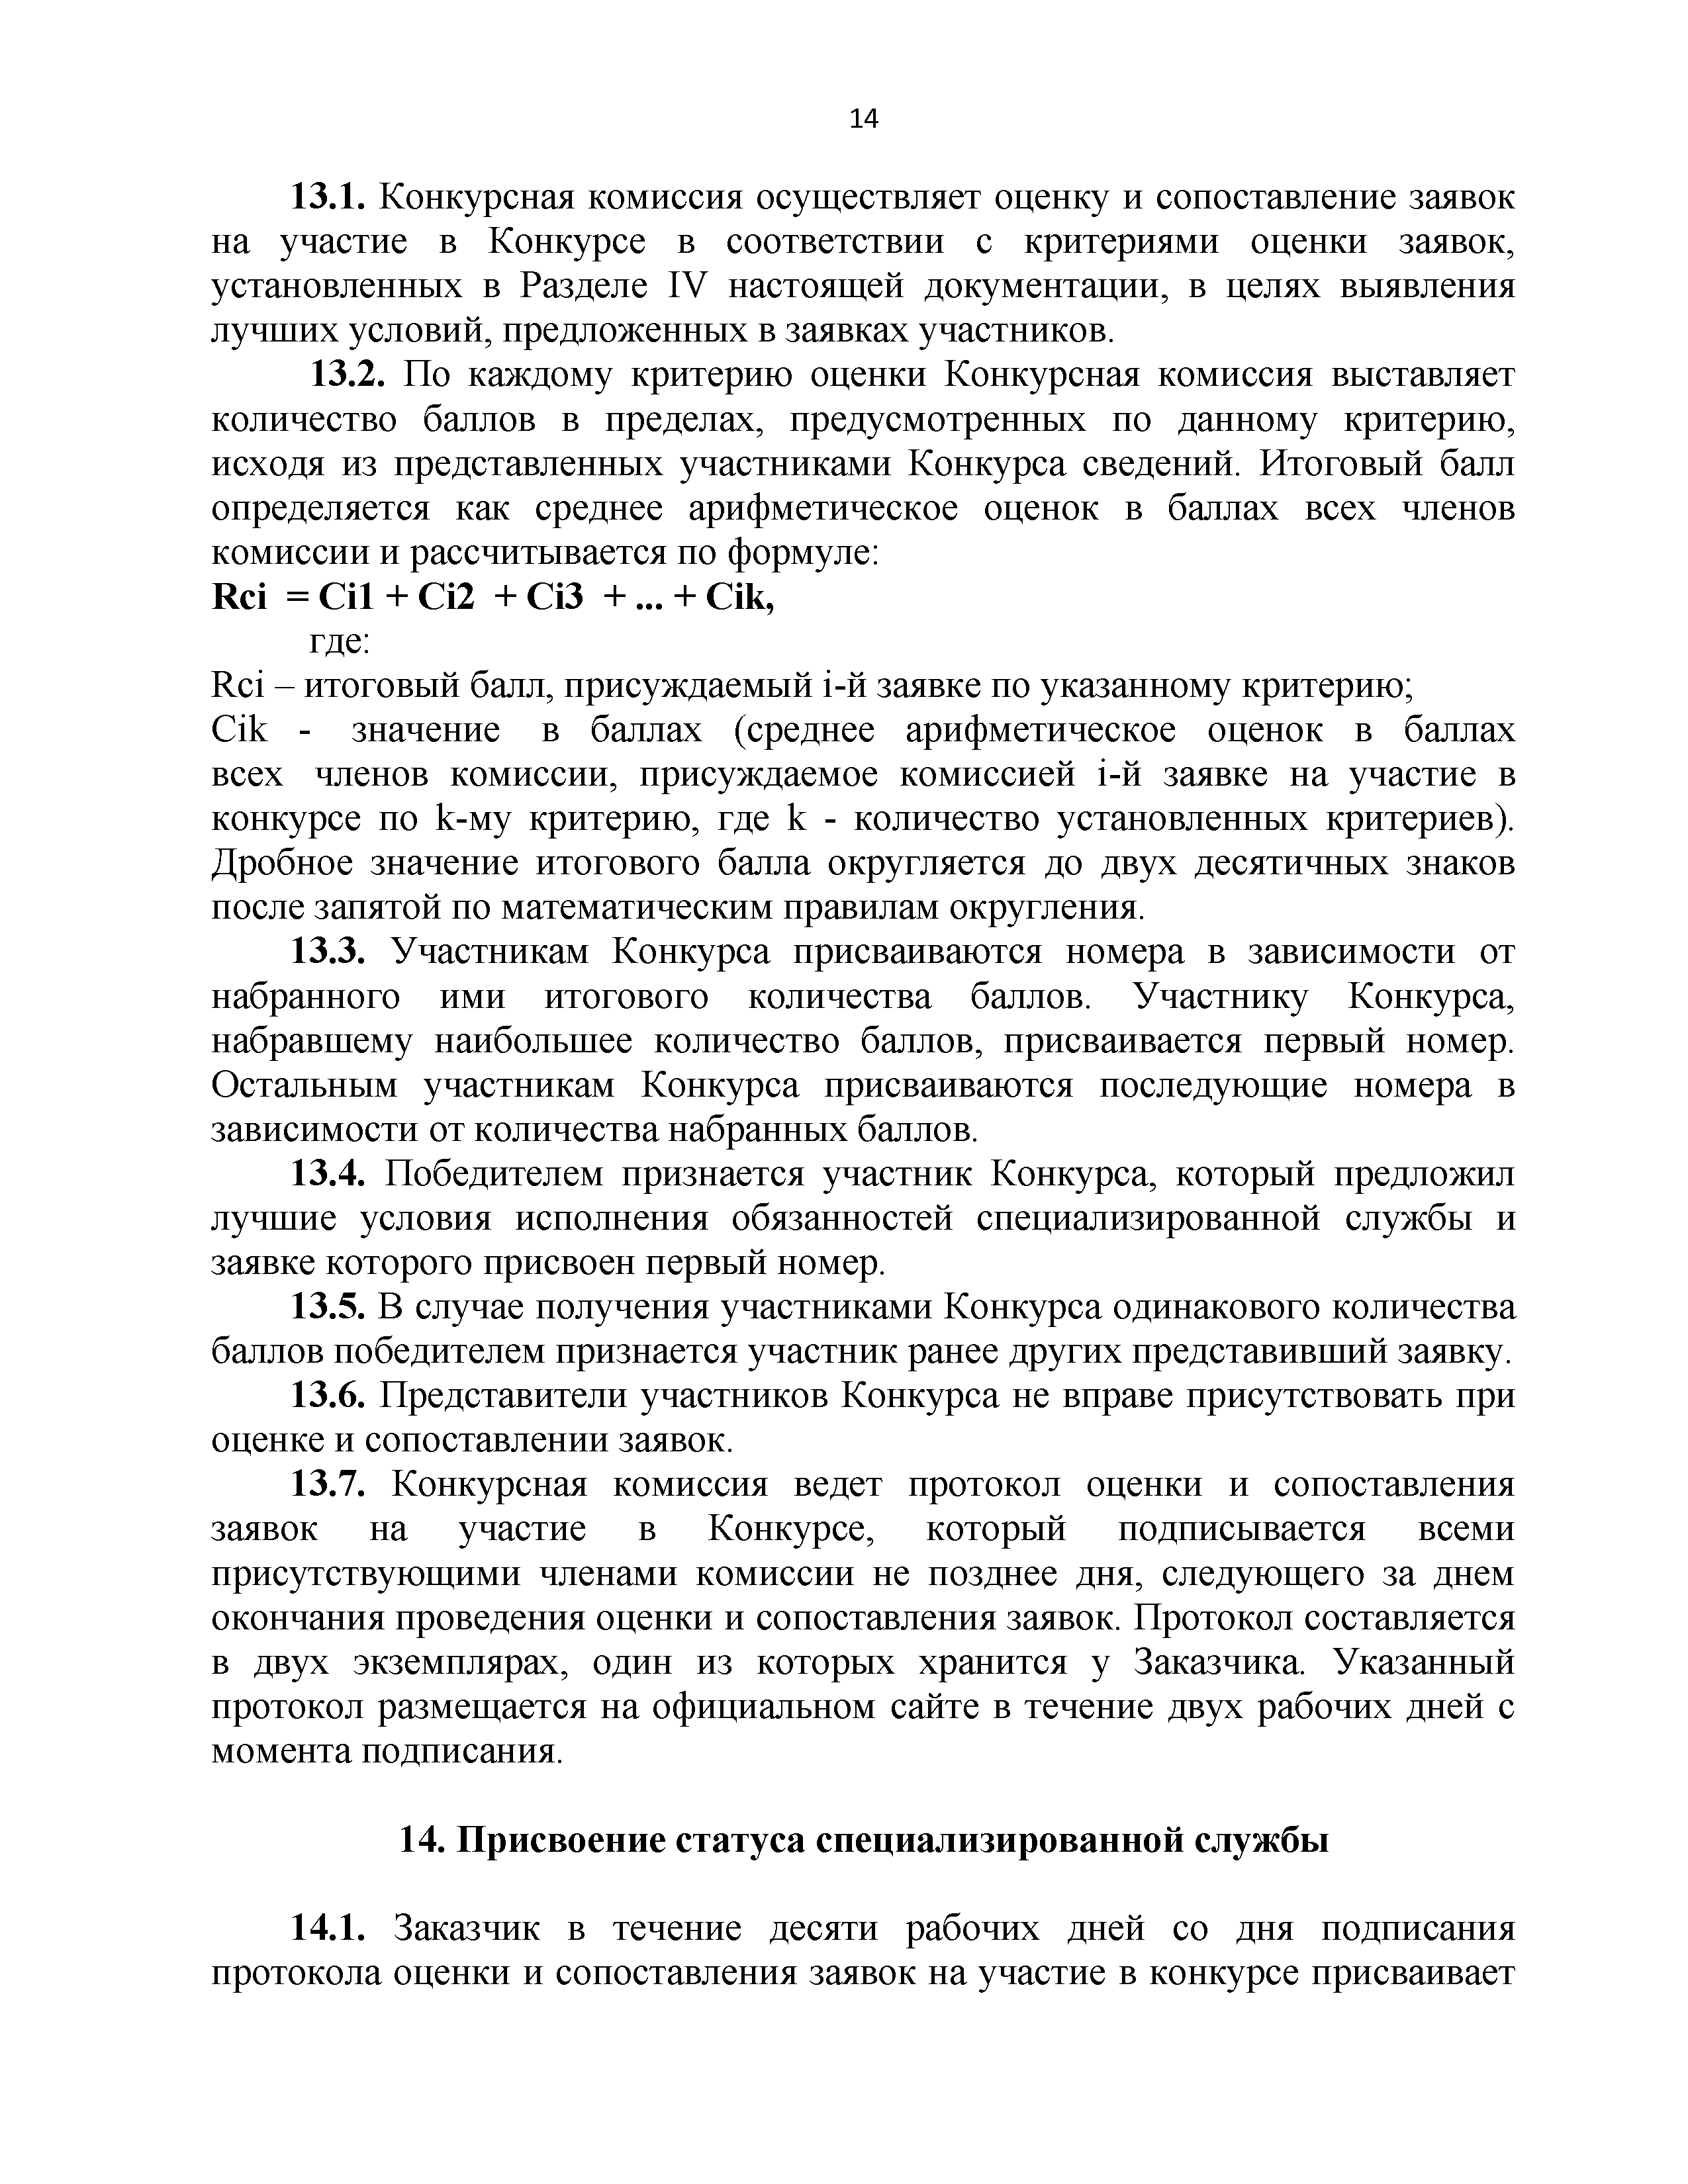 14
13.1. Конкурсная комиссия осуществляет оценку и сопоставление заявок
на участие в Конкурсе в соответствии с критериями оценки заявок,
установленных в Разделе IV настоящей документации, в целях выявления
лучших условий, предложенных в заявках участников.
13.2. По каждому критерию оценки Конкурсная комиссия выставляет
количество баллов в пределах, предусмотренных по данному критерию,
исходя из представленных участниками Конкурса сведений. Итоговый балл
определяется как среднее арифметическое оценок в баллах всех членов
комиссии и рассчитывается по формуле:
Rci = Ci1 + Ci2 + Ci3 + ... + Cik,
где:
Rci – итоговый балл, присуждаемый i-й заявке по указанному критерию;
Cik - значение в баллах (среднее арифметическое оценок в баллах
всех членов комиссии, присуждаемое комиссией i-й заявке на участие в
конкурсе по k-му критерию, где k - количество установленных критериев).
Дробное значение итогового балла округляется до двух десятичных знаков
после запятой по математическим правилам округления.
13.3. Участникам Конкурса присваиваются номера в зависимости от
набранного ими итогового количества баллов. Участнику Конкурса,
набравшему наибольшее количество баллов, присваивается первый номер.
Остальным участникам Конкурса присваиваются последующие номера в
зависимости от количества набранных баллов.
13.4. Победителем признается участник Конкурса, который предложил
лучшие условия исполнения обязанностей специализированной службы и
заявке которого присвоен первый номер.
13.5. В случае получения участниками Конкурса одинакового количества
баллов победителем признается участник ранее других представивший заявку.
13.6. Представители участников Конкурса не вправе присутствовать при
оценке и сопоставлении заявок.
13.7. Конкурсная комиссия ведет протокол оценки и сопоставления
заявок на участие в Конкурсе, который подписывается всеми
присутствующими членами комиссии не позднее дня, следующего за днем
окончания проведения оценки и сопоставления заявок. Протокол составляется
в двух экземплярах, один из которых хранится у Заказчика. Указанный
протокол размещается на официальном сайте в течение двух рабочих дней с
момента подписания.
14. Присвоение статуса специализированной службы
14.1. Заказчик в течение десяти рабочих дней со дня подписания
протокола оценки и сопоставления заявок на участие в конкурсе присваивает